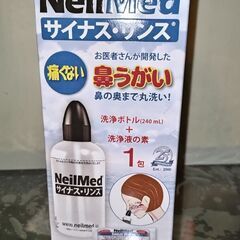 NeilMed
サイナス・リンス®
お医者さんが開発した
痛くない
鼻うがい
鼻の奥まで丸洗い!
洗浄ボトル(240 mL)
+
洗浄液の素
1包
NeilMed
サイナス・リンス